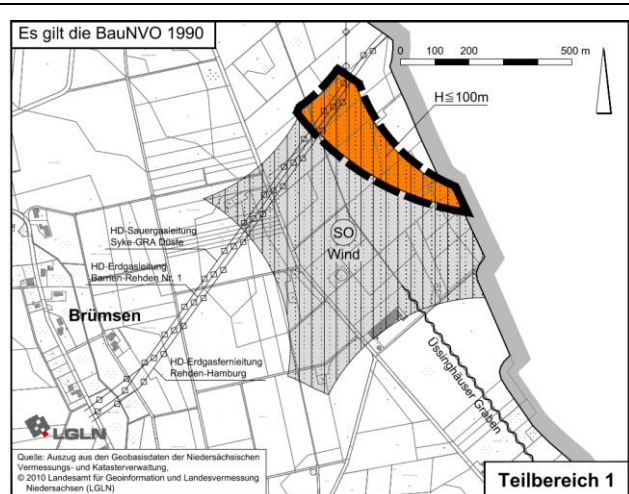 Es gilt die BauNVO 1990
0 100 200 500 m
H≦100m
SO
Wind
HD-Sauergasleitung
Syke-GRA Düste
HD-Erdgasleitung
Barrien-Rehden Nr. 1
Brümsen
HD-Erdgasfernleitung
Rehden-Hamburg
Üssinghäuser Graben
LGLN
Quelle: Auszug aus den Geobasisdaten der Niedersächsischen
Vermessungs- und Katasterverwaltung,
© 2010 Landesamt für Geoinformation und Landesvermessung
Niedersachsen (LGLN)
Teilbereich 1